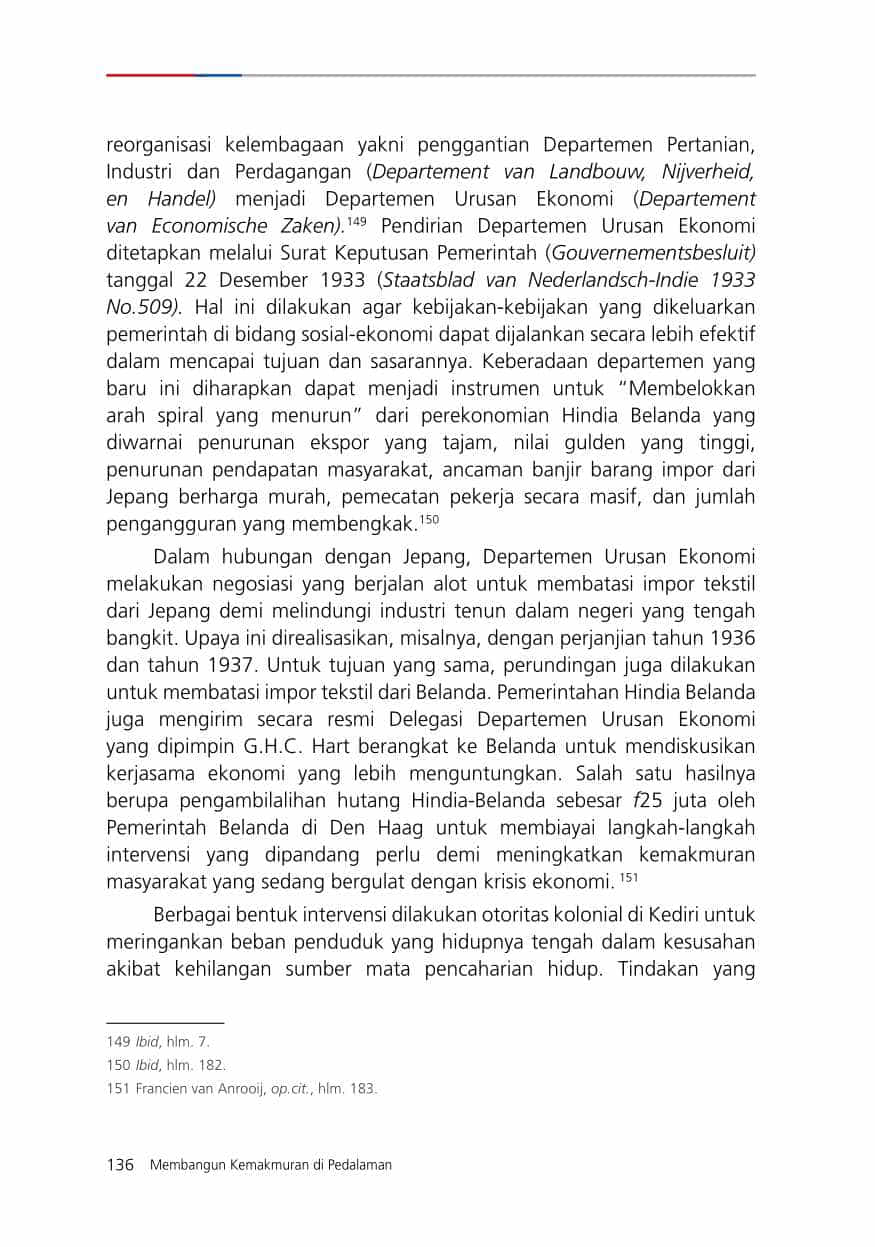 reorganisasi kelembagaan yakni penggantian Departemen Pertanian,
Industri dan Perdagangan (Departement van Landbouw, Nijverheid,
en Handel) menjadi Departemen Urusan Ekonomi (Departement
van Economische Zaken).149 Pendirian Departemen Urusan Ekonomi
ditetapkan melalui Surat Keputusan Pemerintah (Gouvernementsbesluit)
tanggal 22 Desember 1933 (Staatsblad van Nederlandsch-Indie 1933
No.509). Hal ini dilakukan agar kebijakan-kebijakan yang dikeluarkan
pemerintah di bidang sosial-ekonomi dapat dijalankan secara lebih efektif
dalam mencapai tujuan dan sasarannya. Keberadaan departemen yang
baru ini diharapkan dapat menjadi instrumen untuk “Membelokkan
arah spiral yang menurun” dari perekonomian Hindia Belanda yang
diwarnai penurunan ekspor yang tajam, nilai gulden yang tinggi,
penurunan pendapatan masyarakat, ancaman banjir barang impor dari
Jepang berharga murah, pemecatan pekerja secara masif, dan jumlah
pengangguran yang membengkak.150
Dalam hubungan dengan Jepang, Departemen Urusan Ekonomi
melakukan negosiasi yang berjalan alot untuk membatasi impor tekstil
dari Jepang demi melindungi industri tenun dalam negeri yang tengah
bangkit. Upaya ini direalisasikan, misalnya, dengan perjanjian tahun 1936
dan tahun 1937. Untuk tujuan yang sama, perundingan juga dilakukan
untuk membatasi impor tekstil dari Belanda. Pemerintahan Hindia Belanda
juga mengirim secara resmi Delegasi Departemen Urusan Ekonomi
yang dipimpin G.H.C. Hart berangkat ke Belanda untuk mendiskusikan
kerjasama ekonomi yang lebih menguntungkan. Salah satu hasilnya
berupa pengambilalihan hutang Hindia-Belanda sebesar f25 juta oleh
Pemerintah Belanda di Den Haag untuk membiayai langkah-langkah
intervensi yang dipandang perlu demi meningkatkan kemakmuran
masyarakat yang sedang bergulat dengan krisis ekonomi. 151
Berbagai bentuk intervensi dilakukan otoritas kolonial di Kediri untuk
meringankan beban penduduk yang hidupnya tengah dalam kesusahan
akibat kehilangan sumber mata pencaharian hidup. Tindakan yang
149 Ibid, hlm. 7.
150 Ibid, hlm. 182.
151 Francien van Anrooij, op.cit., hlm. 183.
136 Membangun Kemakmuran di Pedalaman